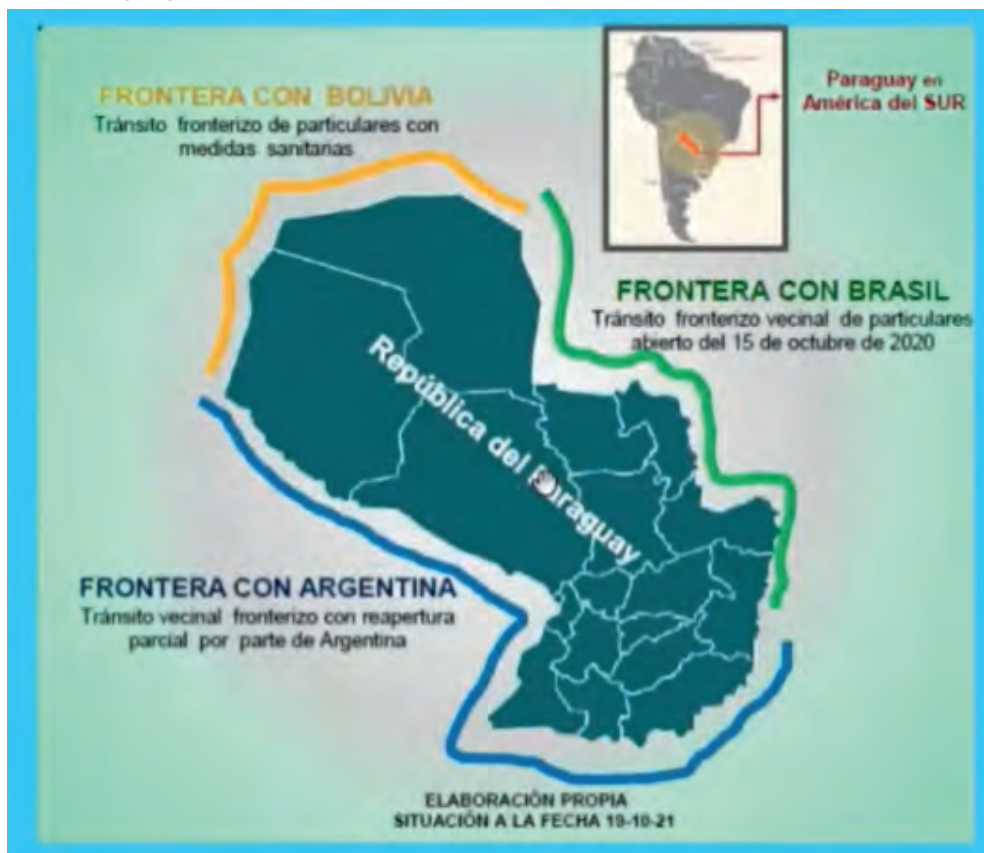 FRONTERA CON BOLIVIA
Tránsito fronterizo de particulares con
medidas sanitarias
Paraguay en
América del SUR
FRONTERA CON BRASIL
Tránsito fronterizo vecinal de particulares
abierto del 15 de octubre de 2020
República del Paraguay
FRONTERA CON ARGENTINA
Tránsito vecinal fronterizo con reapertura
parcial por parte de Argentina
ELABORACIÓN PROPIA
SITUACIÓN A LA FECHA 19-10-21